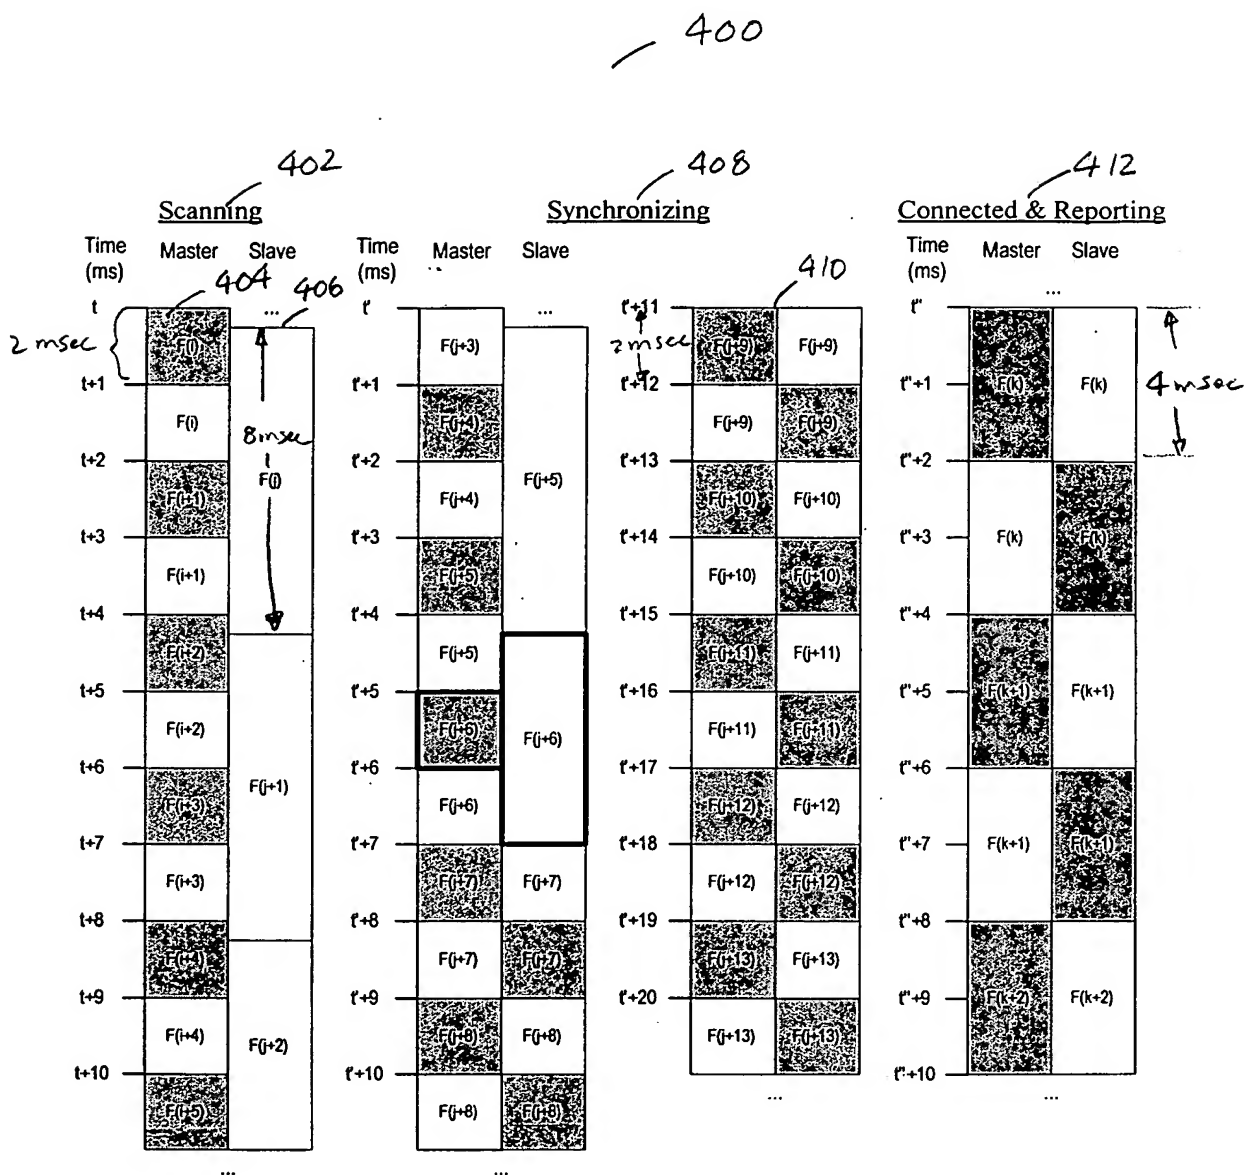 400
402
408
412
Scanning
Synchronizing
Connected & Reporting
Time (ms) Master Slave
404
406
...
2 msec
8 msec
t
t+1
t+2
t+3
t+4
t+5
t+6
t+7
t+8
t+9
t+10
F(i)
F(i)
F(i+1)
F(i+1)
F(i+2)
F(i+2)
F(i+3)
F(i+3)
F(i+4)
F(i+4)
F(i+5)
F(j)
F(j+1)
F(j+2)
...
Time (ms) Master Slave
...
t'
t'+1
t'+2
t'+3
t'+4
t'+5
t'+6
t'+7
t'+8
t'+9
t'+10
F(j+3)
F(j+4)
F(j+4)
F(j+5)
F(j+5)
F(j+6)
F(j+6)
F(j+7)
F(j+7)
F(j+8)
F(j+8)
F(j+5)
F(j+6)
F(j+7)
F(j+7)
F(j+8)
F(j+8)
...
410
2 msec
t'+11
t'+12
t'+13
t'+14
t'+15
t'+16
t'+17
t'+18
t'+19
t'+20
F(j+9) F(j+9)
F(j+9) F(j+9)
F(j+10) F(j+10)
F(j+10) F(j+10)
F(j+11) F(j+11)
F(j+11) F(j+11)
F(j+12) F(j+12)
F(j+12) F(j+12)
F(j+13) F(j+13)
F(j+13) F(j+13)
...
Time (ms) Master Slave
...
4 msec
t"
t"+1
t"+2
t"+3
t"+4
t"+5
t"+6
t"+7
t"+8
t"+9
t"+10
F(k) F(k)
F(k) F(k)
F(k+1) F(k+1)
F(k+1) F(k+1)
F(k+2) F(k+2)
...